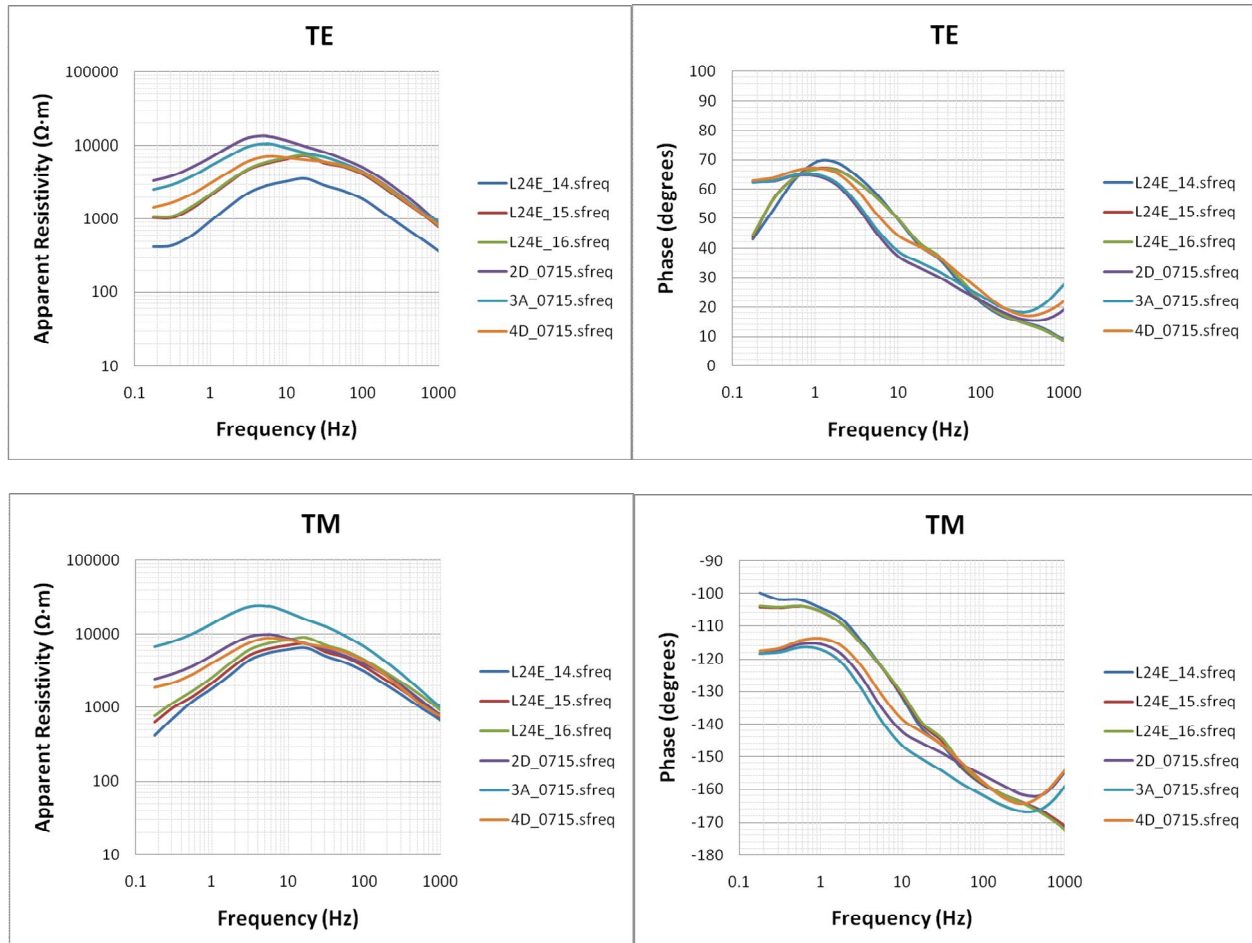 TE
Apparent Resistivity (Ω·m)
100000
10000
1000
100
10
0.1 1 10 100 1000
Frequency (Hz)
L24E_14.sfreq
L24E_15.sfreq
L24E_16.sfreq
2D_0715.sfreq
3A_0715.sfreq
4D_0715.sfreq
TE
Phase (degrees)
100
90
80
70
60
50
40
30
20
10
0
0.1 1 10 100 1000
Frequency (Hz)
L24E_14.sfreq
L24E_15.sfreq
L24E_16.sfreq
2D_0715.sfreq
3A_0715.sfreq
4D_0715.sfreq
TM
Apparent Resistivity (Ω·m)
100000
10000
1000
100
10
0.1 1 10 100 1000
Frequency (Hz)
L24E_14.sfreq
L24E_15.sfreq
L24E_16.sfreq
2D_0715.sfreq
3A_0715.sfreq
4D_0715.sfreq
TM
Phase (degrees)
-90
-100
-110
-120
-130
-140
-150
-160
-170
-180
0.1 1 10 100 1000
Frequency (Hz)
L24E_14.sfreq
L24E_15.sfreq
L24E_16.sfreq
2D_0715.sfreq
3A_0715.sfreq
4D_0715.sfreq